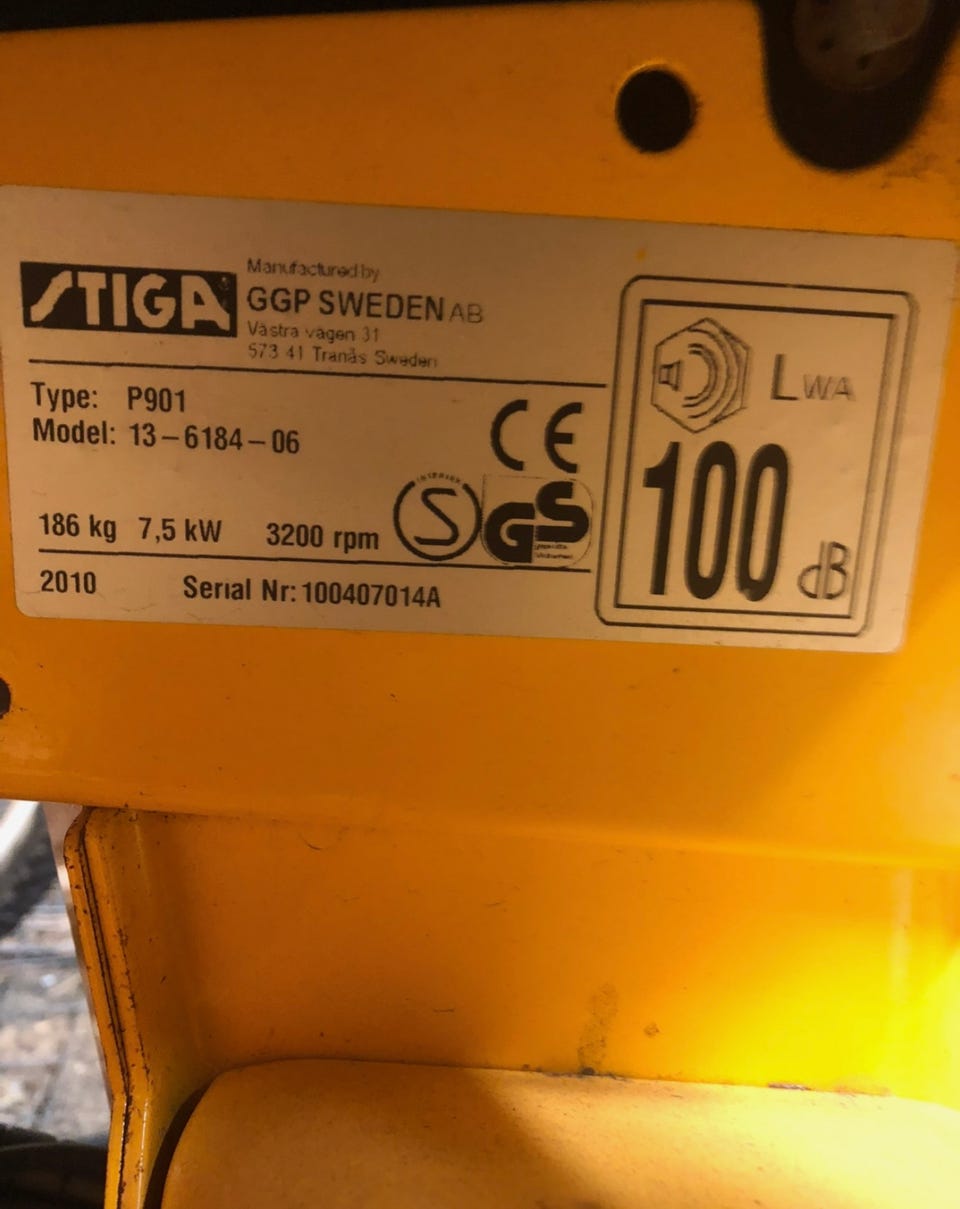 STIGA
Manufactured by
GGP SWEDEN AB
Västra vägen 31
573 41 Tranås Sweden
Type: P901
Model: 13-6184-06
186 kg 7,5 kW 3200 rpm
2010 Serial Nr: 100407014A
CE
INTERTEK
S
GS
LWA
100
dB